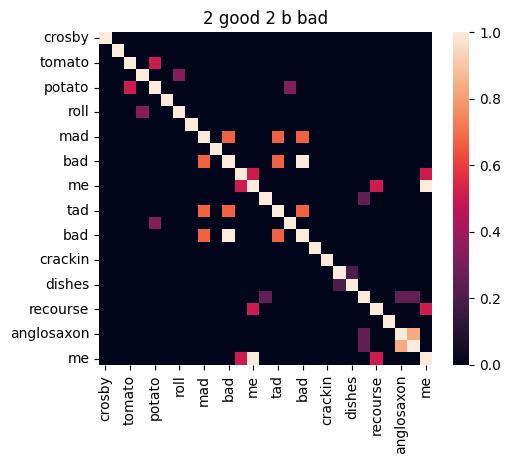 2 good 2 b bad
crosby
tomato
potato
roll
mad
bad
me
tad
bad
crackin
dishes
recourse
anglosaxon
me
1.0
0.8
0.6
0.4
0.2
0.0
crosby
tomato
potato
roll
mad
bad
me
tad
bad
crackin
dishes
recourse
anglosaxon
me